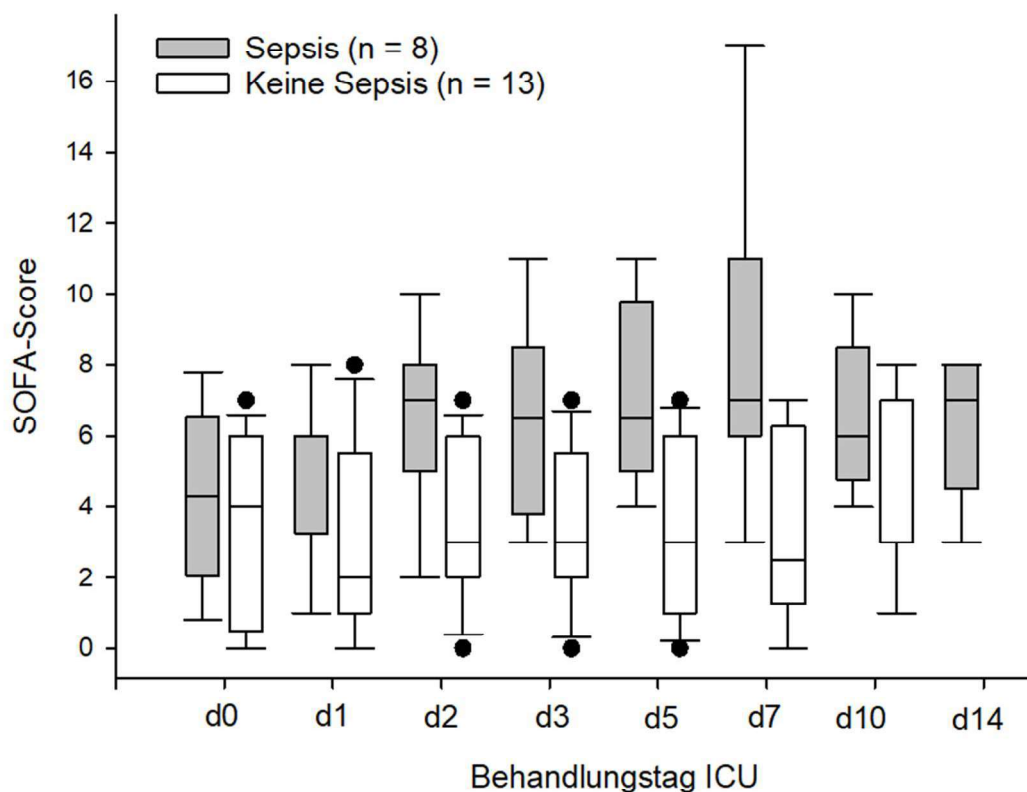 Sepsis (n = 8)
Keine Sepsis (n = 13)
16
14
12
10
8
6
4
2
0
SOFA-Score
d0 d1 d2 d3 d5 d7 d10 d14
Behandlungstag ICU